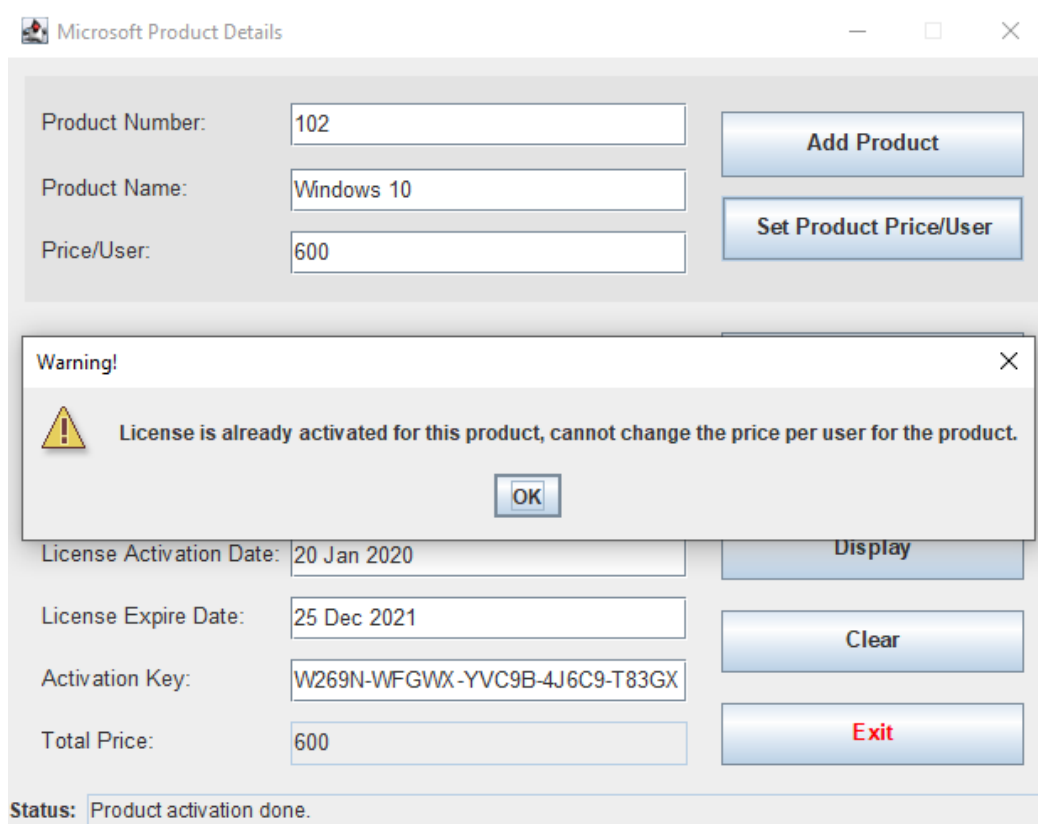 Microsoft Product Details
Product Number: 102
Add Product
Product Name: Windows 10
Set Product Price/User
Price/User: 600
Warning!
License is already activated for this product, cannot change the price per user for the product.
OK
License Activation Date: 20 Jan 2020
Display
License Expire Date: 25 Dec 2021
Clear
Activation Key: W269N-WFGWX-YVC9B-4J6C9-T83GX
Total Price: 600
Exit
Status: Product activation done.